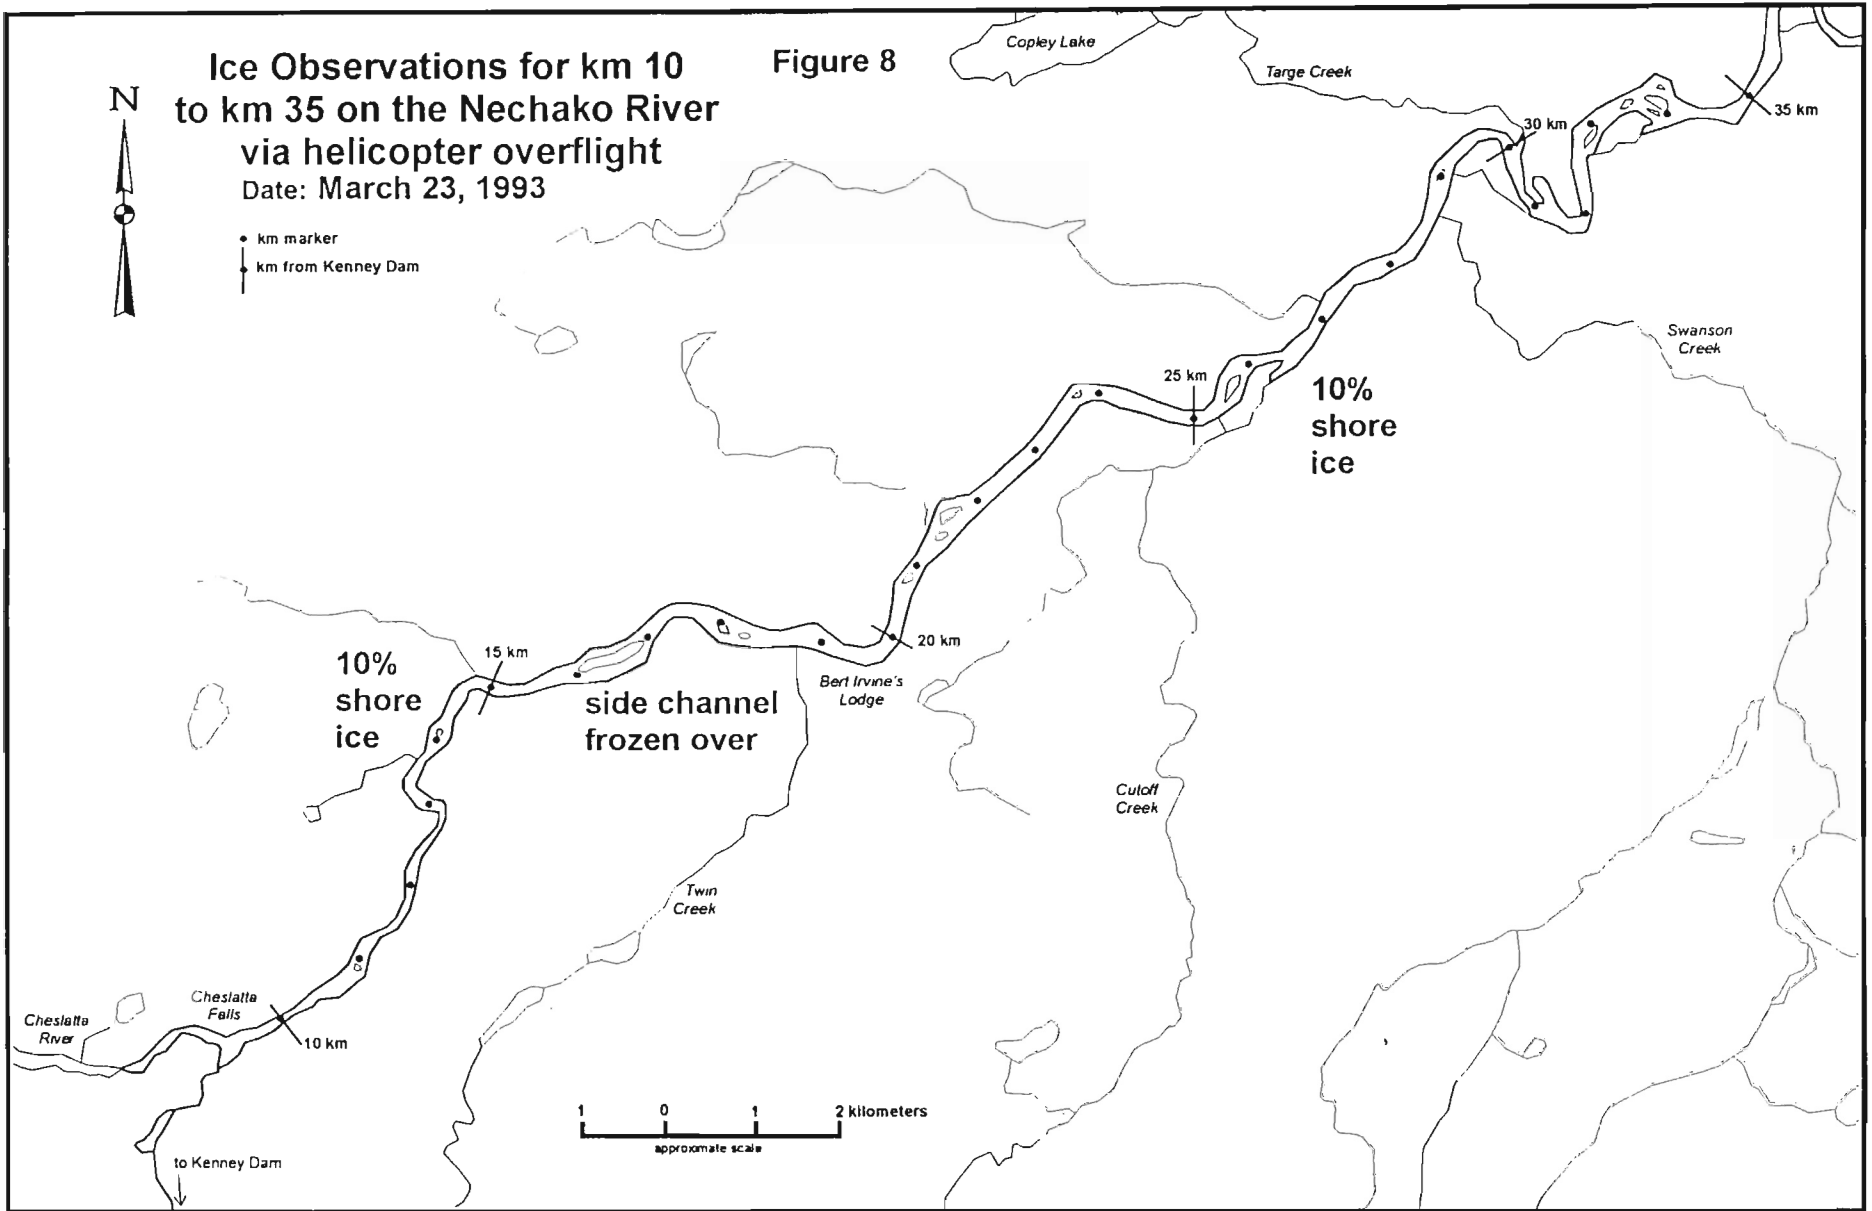 Ice Observations for km 10
to km 35 on the Nechako River
via helicopter overflight
Date: March 23, 1993
Figure 8
N
km marker
km from Kenney Dam
Copley Lake
Targe Creek
30 km
35 km
Swanson
Creek
25 km
10%
shore
ice
20 km
Bert Irvine's
Lodge
15 km
10%
shore
ice
side channel
frozen over
Cutoff
Creek
Twin
Creek
Cheslatta
Falls
Cheslatta
River
10 km
1 0 1 2 kilometers
approximate scale
to Kenney Dam